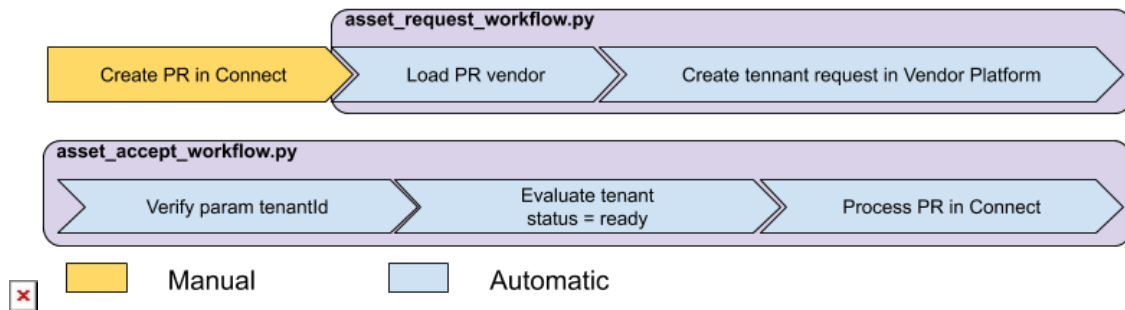 asset_request_workflow.py
Create PR in Connect
Load PR vendor
Create tennant request in Vendor Platform
asset_accept_workflow.py
Verify param tenantId
Evaluate tenant
status = ready
Process PR in Connect
Manual
Automatic